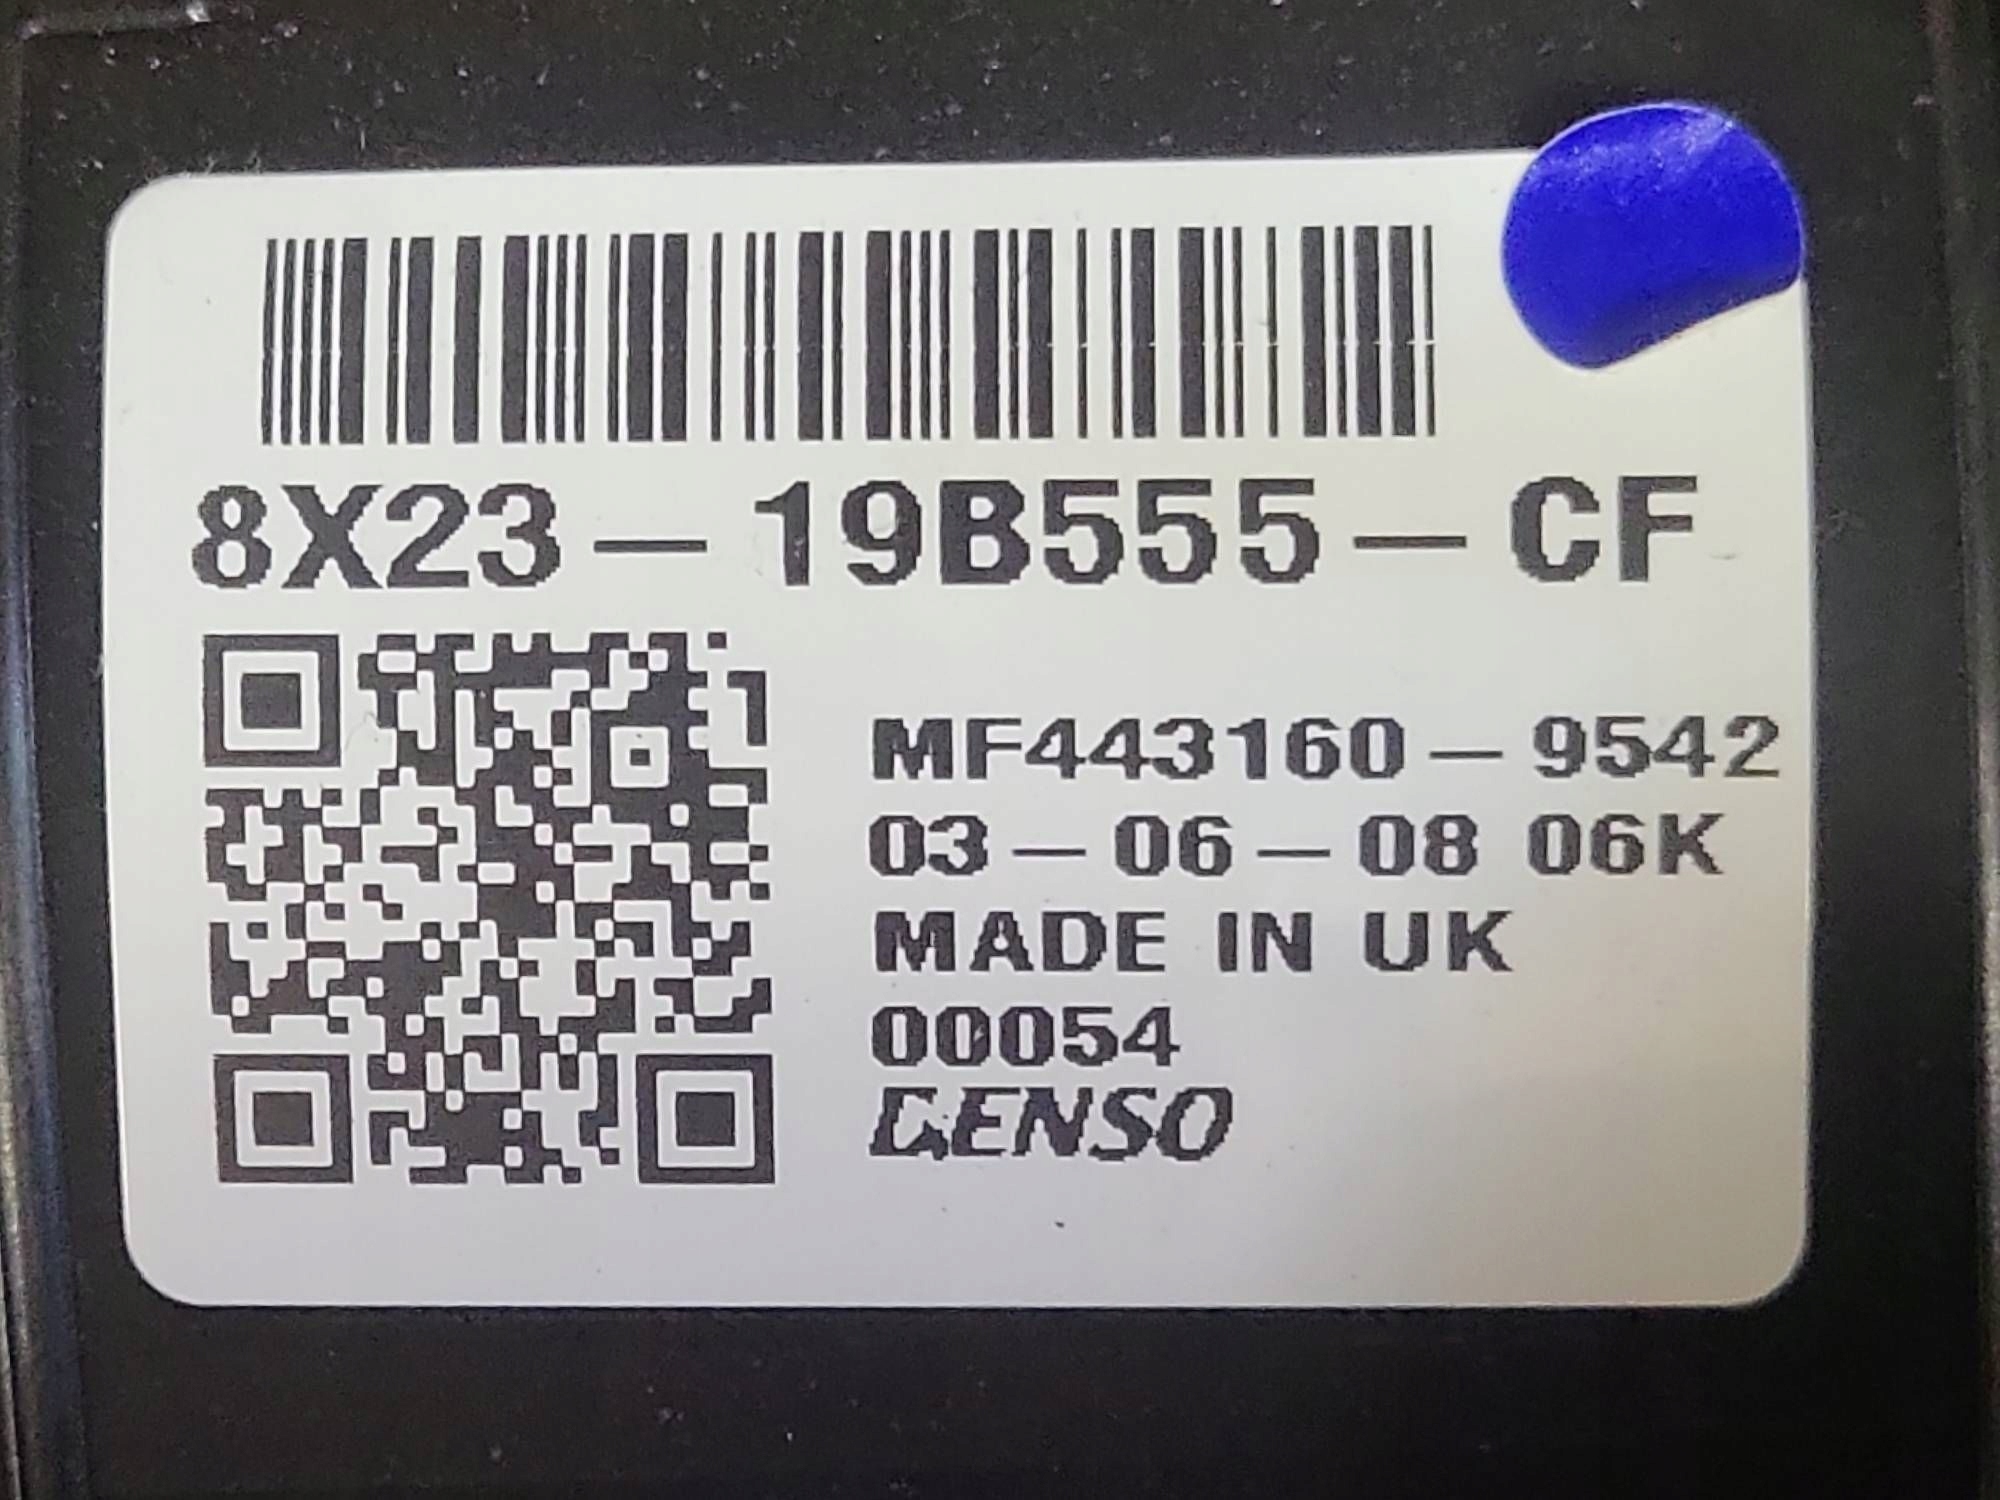 8X23-19B555-CF
MF443160-9542
03-06-08 06K
MADE IN UK
00054
DENSO